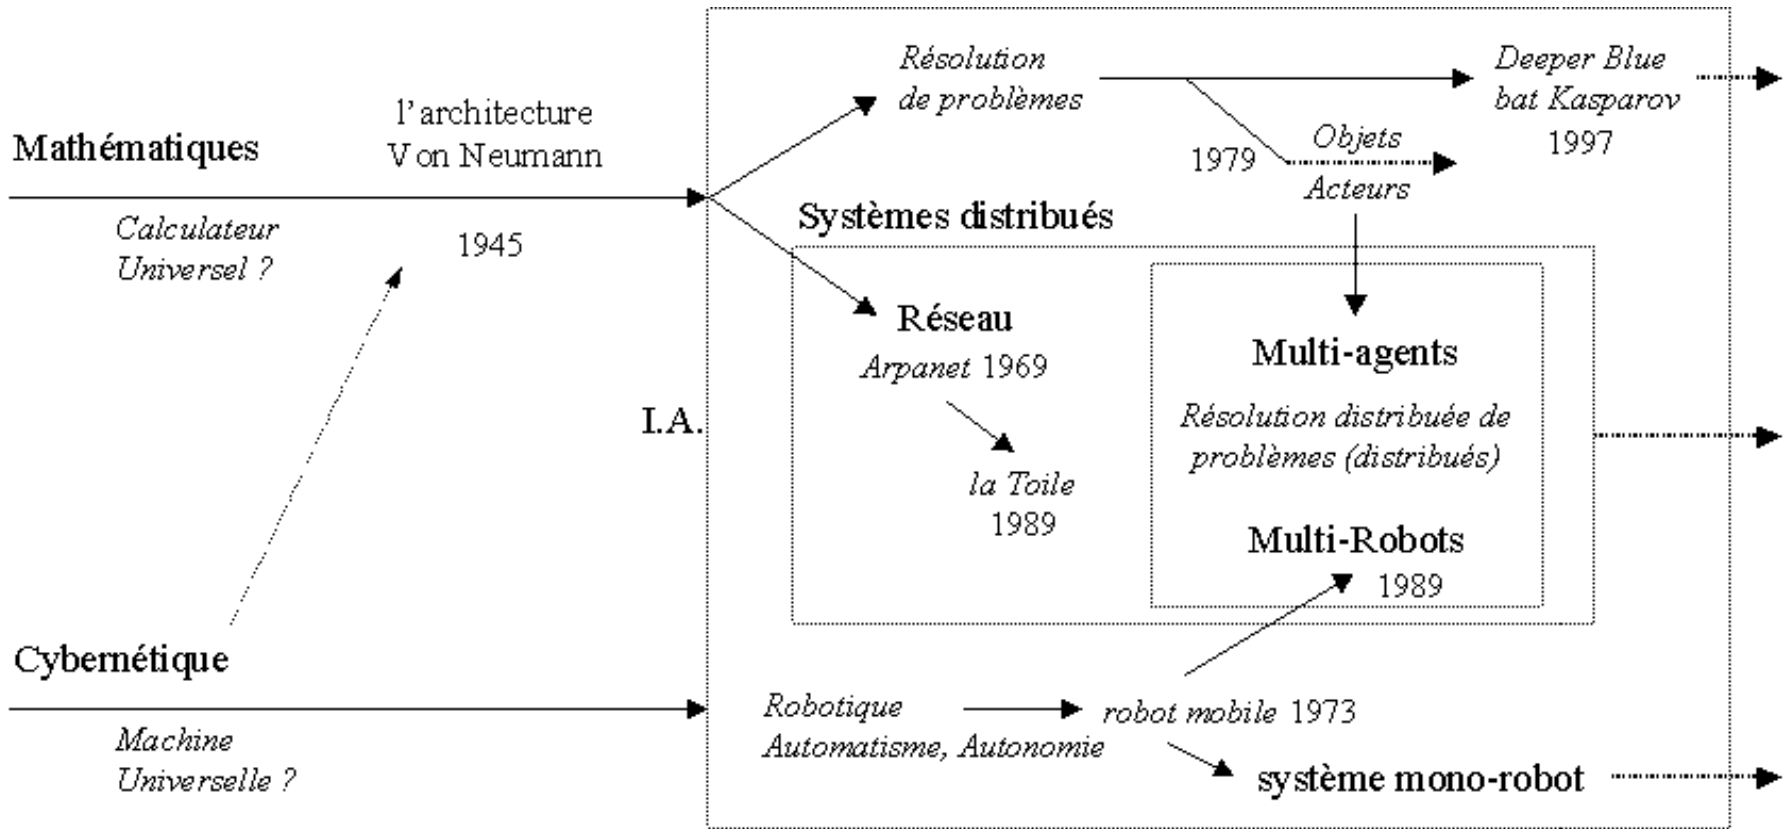 Résolution
de problèmes
Deeper Blue
bat Kasparov
1997
l'architecture
Von Neumann
Mathématiques
1979
Objets
Acteurs
Calculateur
Universel ?
1945
Systèmes distribués
Réseau
Arpanet 1969
la Toile
1989
I.A.
Multi-agents
Résolution distribuée de
problèmes (distribués)
Multi-Robots
1989
Cybernétique
Machine
Universelle ?
Robotique
Automatisme, Autonomie
robot mobile 1973
système mono-robot